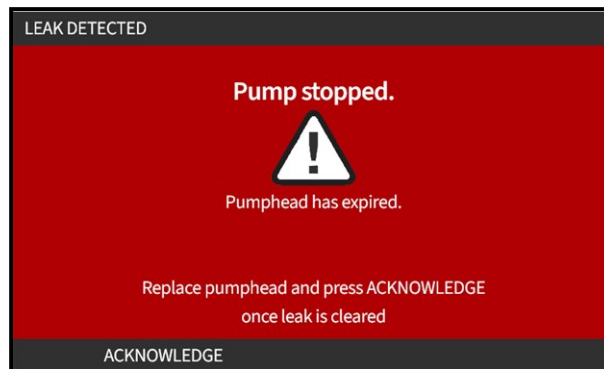 LEAK DETECTED
Pump stopped.
!
Pumphead has expired.
Replace pumphead and press ACKNOWLEDGE
once leak is cleared
ACKNOWLEDGE